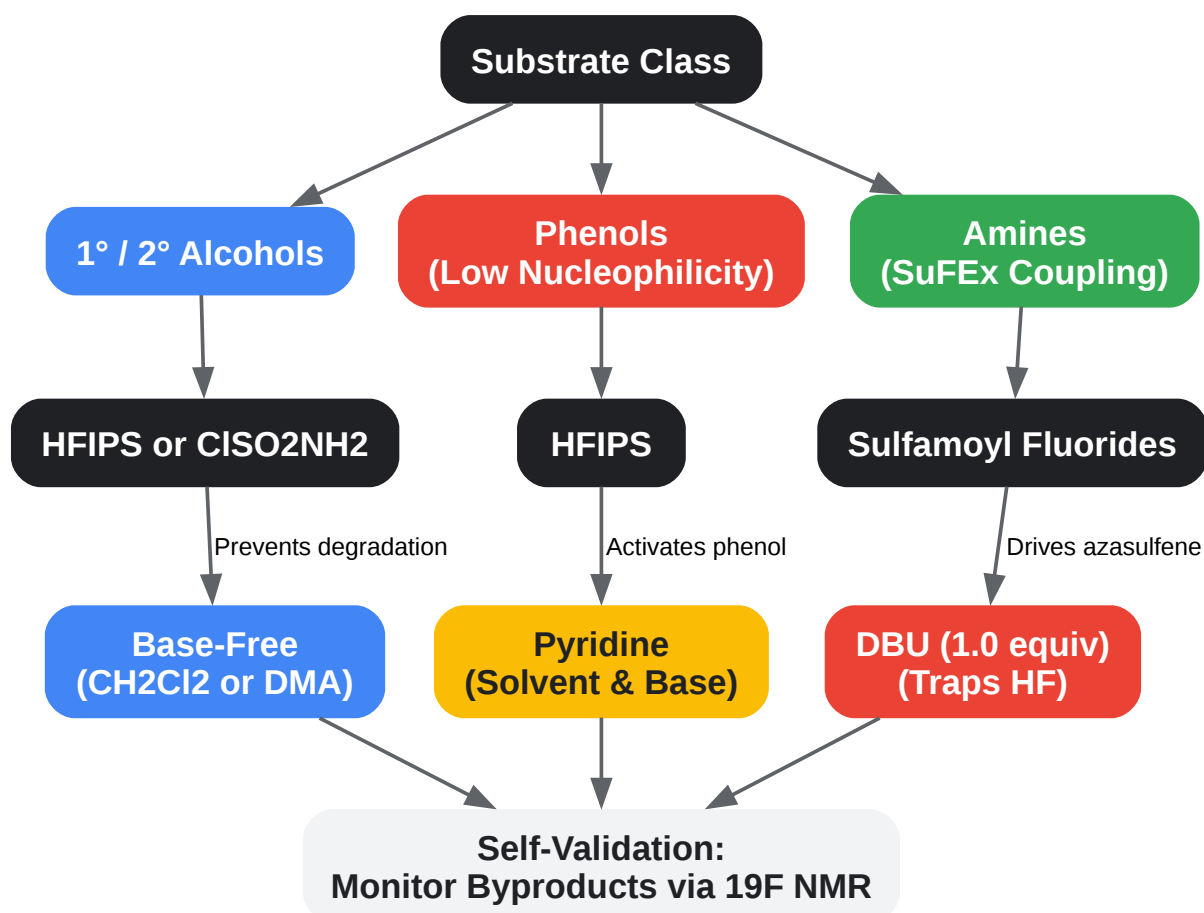 Substrate Class
1° / 2° Alcohols
Phenols
(Low Nucleophilicity)
Amines
(SuFEx Coupling)
HFIPS or ClSO2NH2
HFIPS
Sulfamoyl Fluorides
Prevents degradation
Activates phenol
Drives azasulfene
Base-Free
(CH2Cl2 or DMA)
Pyridine
(Solvent & Base)
DBU (1.0 equiv)
(Traps HF)
Self-Validation:
Monitor Byproducts via 19F NMR